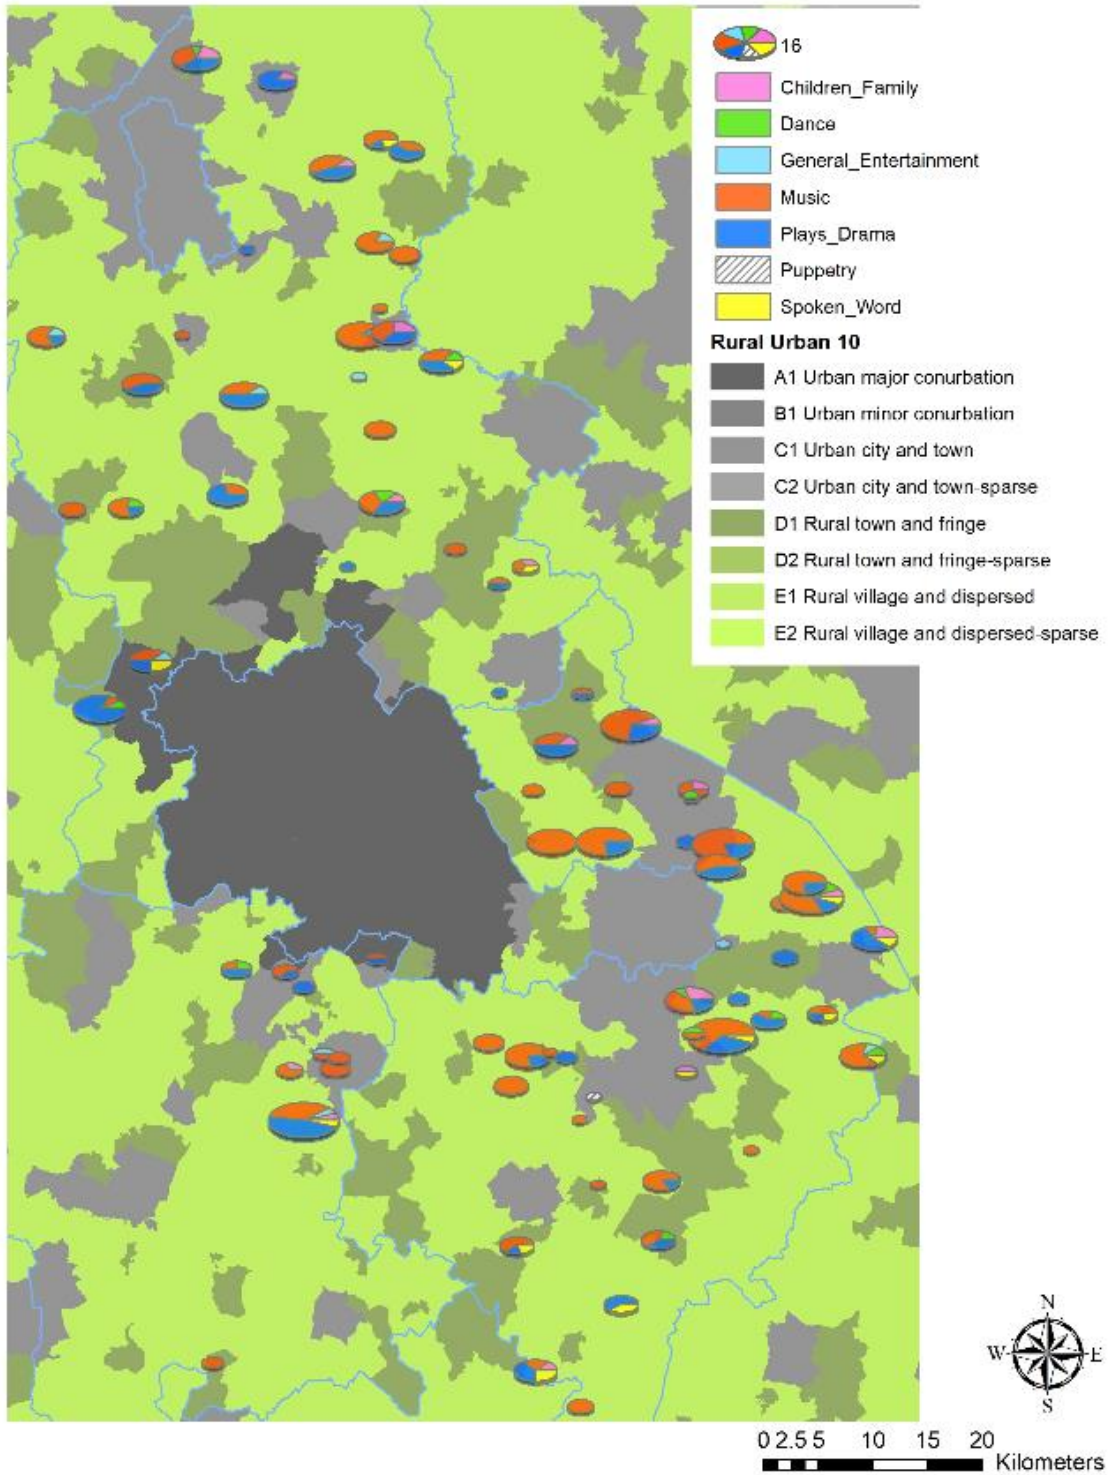 16
Children_Family
Dance
General_Entertainment
Music
Plays_Drama
Puppetry
Spoken_Word
Rural Urban 10
A1 Urban major conurbation
B1 Urban minor conurbation
C1 Urban city and town
C2 Urban city and town-sparse
D1 Rural town and fringe
D2 Rural town and fringe-sparse
E1 Rural village and dispersed
E2 Rural village and dispersed-sparse
N
W E
S
0 2.5 5 10 15 20
Kilometers